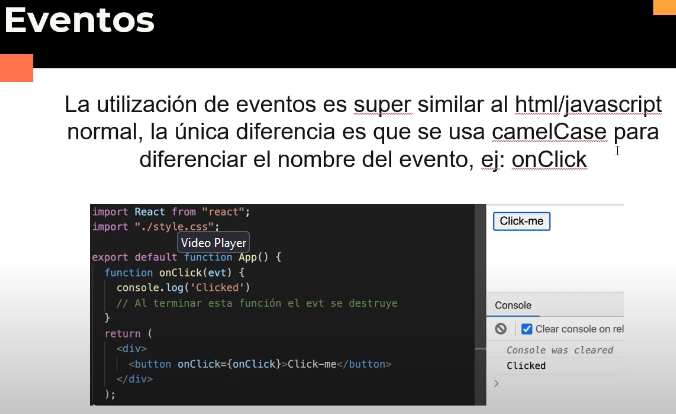 Eventos
La utilización de eventos es super similar al html/javascript
normal, la única diferencia es que se usa camelCase para
diferenciar el nombre del evento, ej: onClick
import React from "react";
import "./style.css";
Video Player
export default function App() {
function onClick(evt) {
console.log('Clicked')
// Al terminar esta función el evt se destruye
}
return (
<div>
<button onClick={onClick}>Click-me</button>
</div>
);
Click-me
Console
Clear console on rel
Console was cleared
Clicked
>